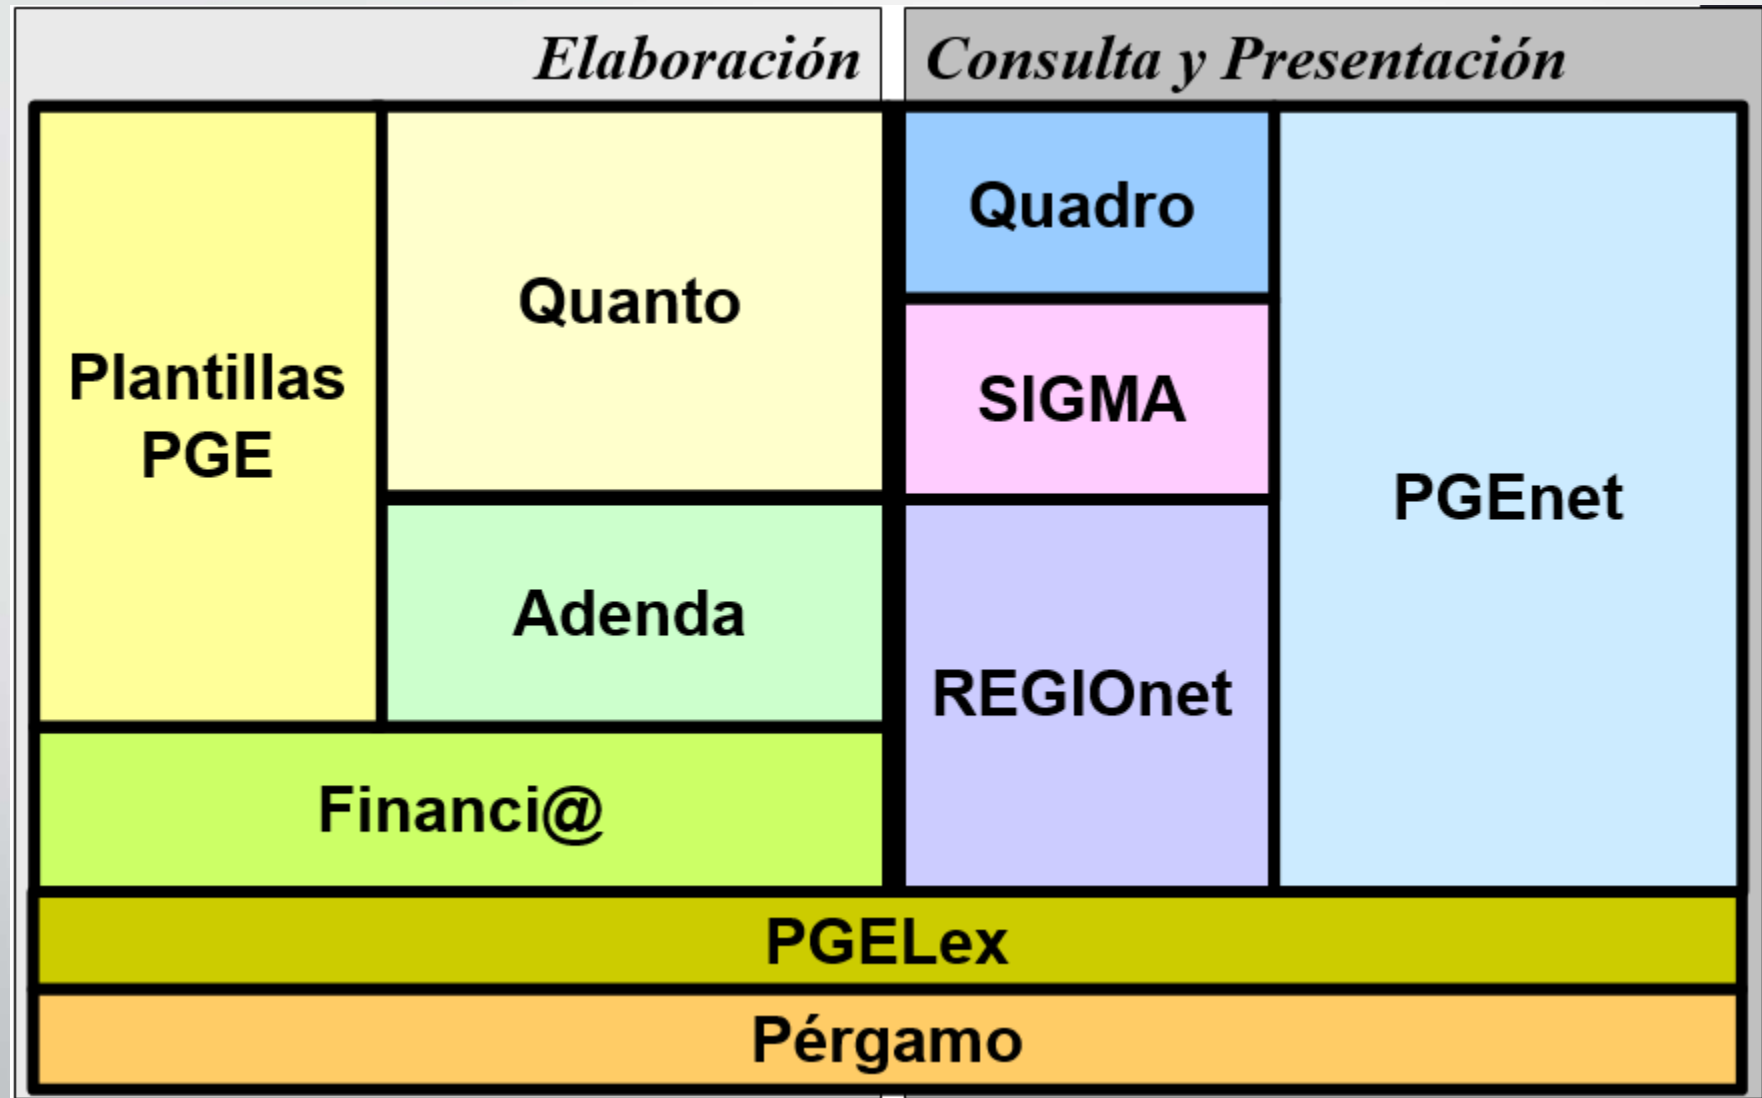 Elaboración
Consulta y Presentación
Plantillas
PGE
Quanto
Adenda
Financi@
Quadro
SIGMA
REGIOnet
PGEnet
PGELex
Pérgamo